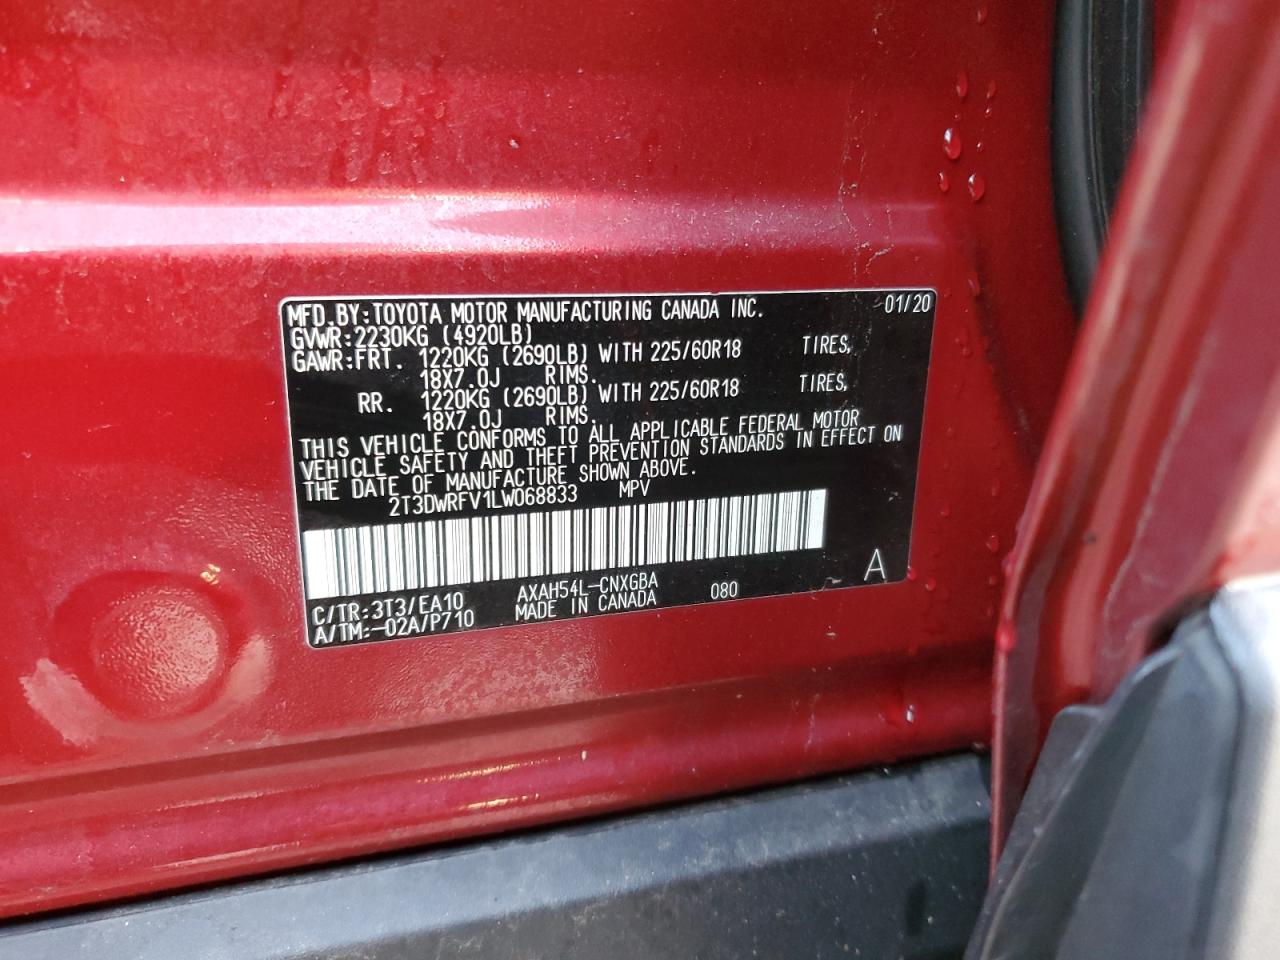 MFD.BY:TOYOTA MOTOR MANUFACTURING CANADA INC. 01/20
GVWR:2230KG (4920LB)
GAWR:FRT. 1220KG (2690LB) WITH 225/60R18 TIRES,
18X7.0J RIMS.
RR. 1220KG (2690LB) WITH 225/60R18 TIRES,
18X7.0J RIMS.
THIS VEHICLE CONFORMS TO ALL APPLICABLE FEDERAL MOTOR
VEHICLE SAFETY AND THEFT PREVENTION STANDARDS IN EFFECT ON
THE DATE OF MANUFACTURE SHOWN ABOVE.
2T3DWRFV1LW068833 MPV
C/TR:3T3/EA10 AXAH54L-CNXGBA 080 A
A/TM:-02A/P710 MADE IN CANADA